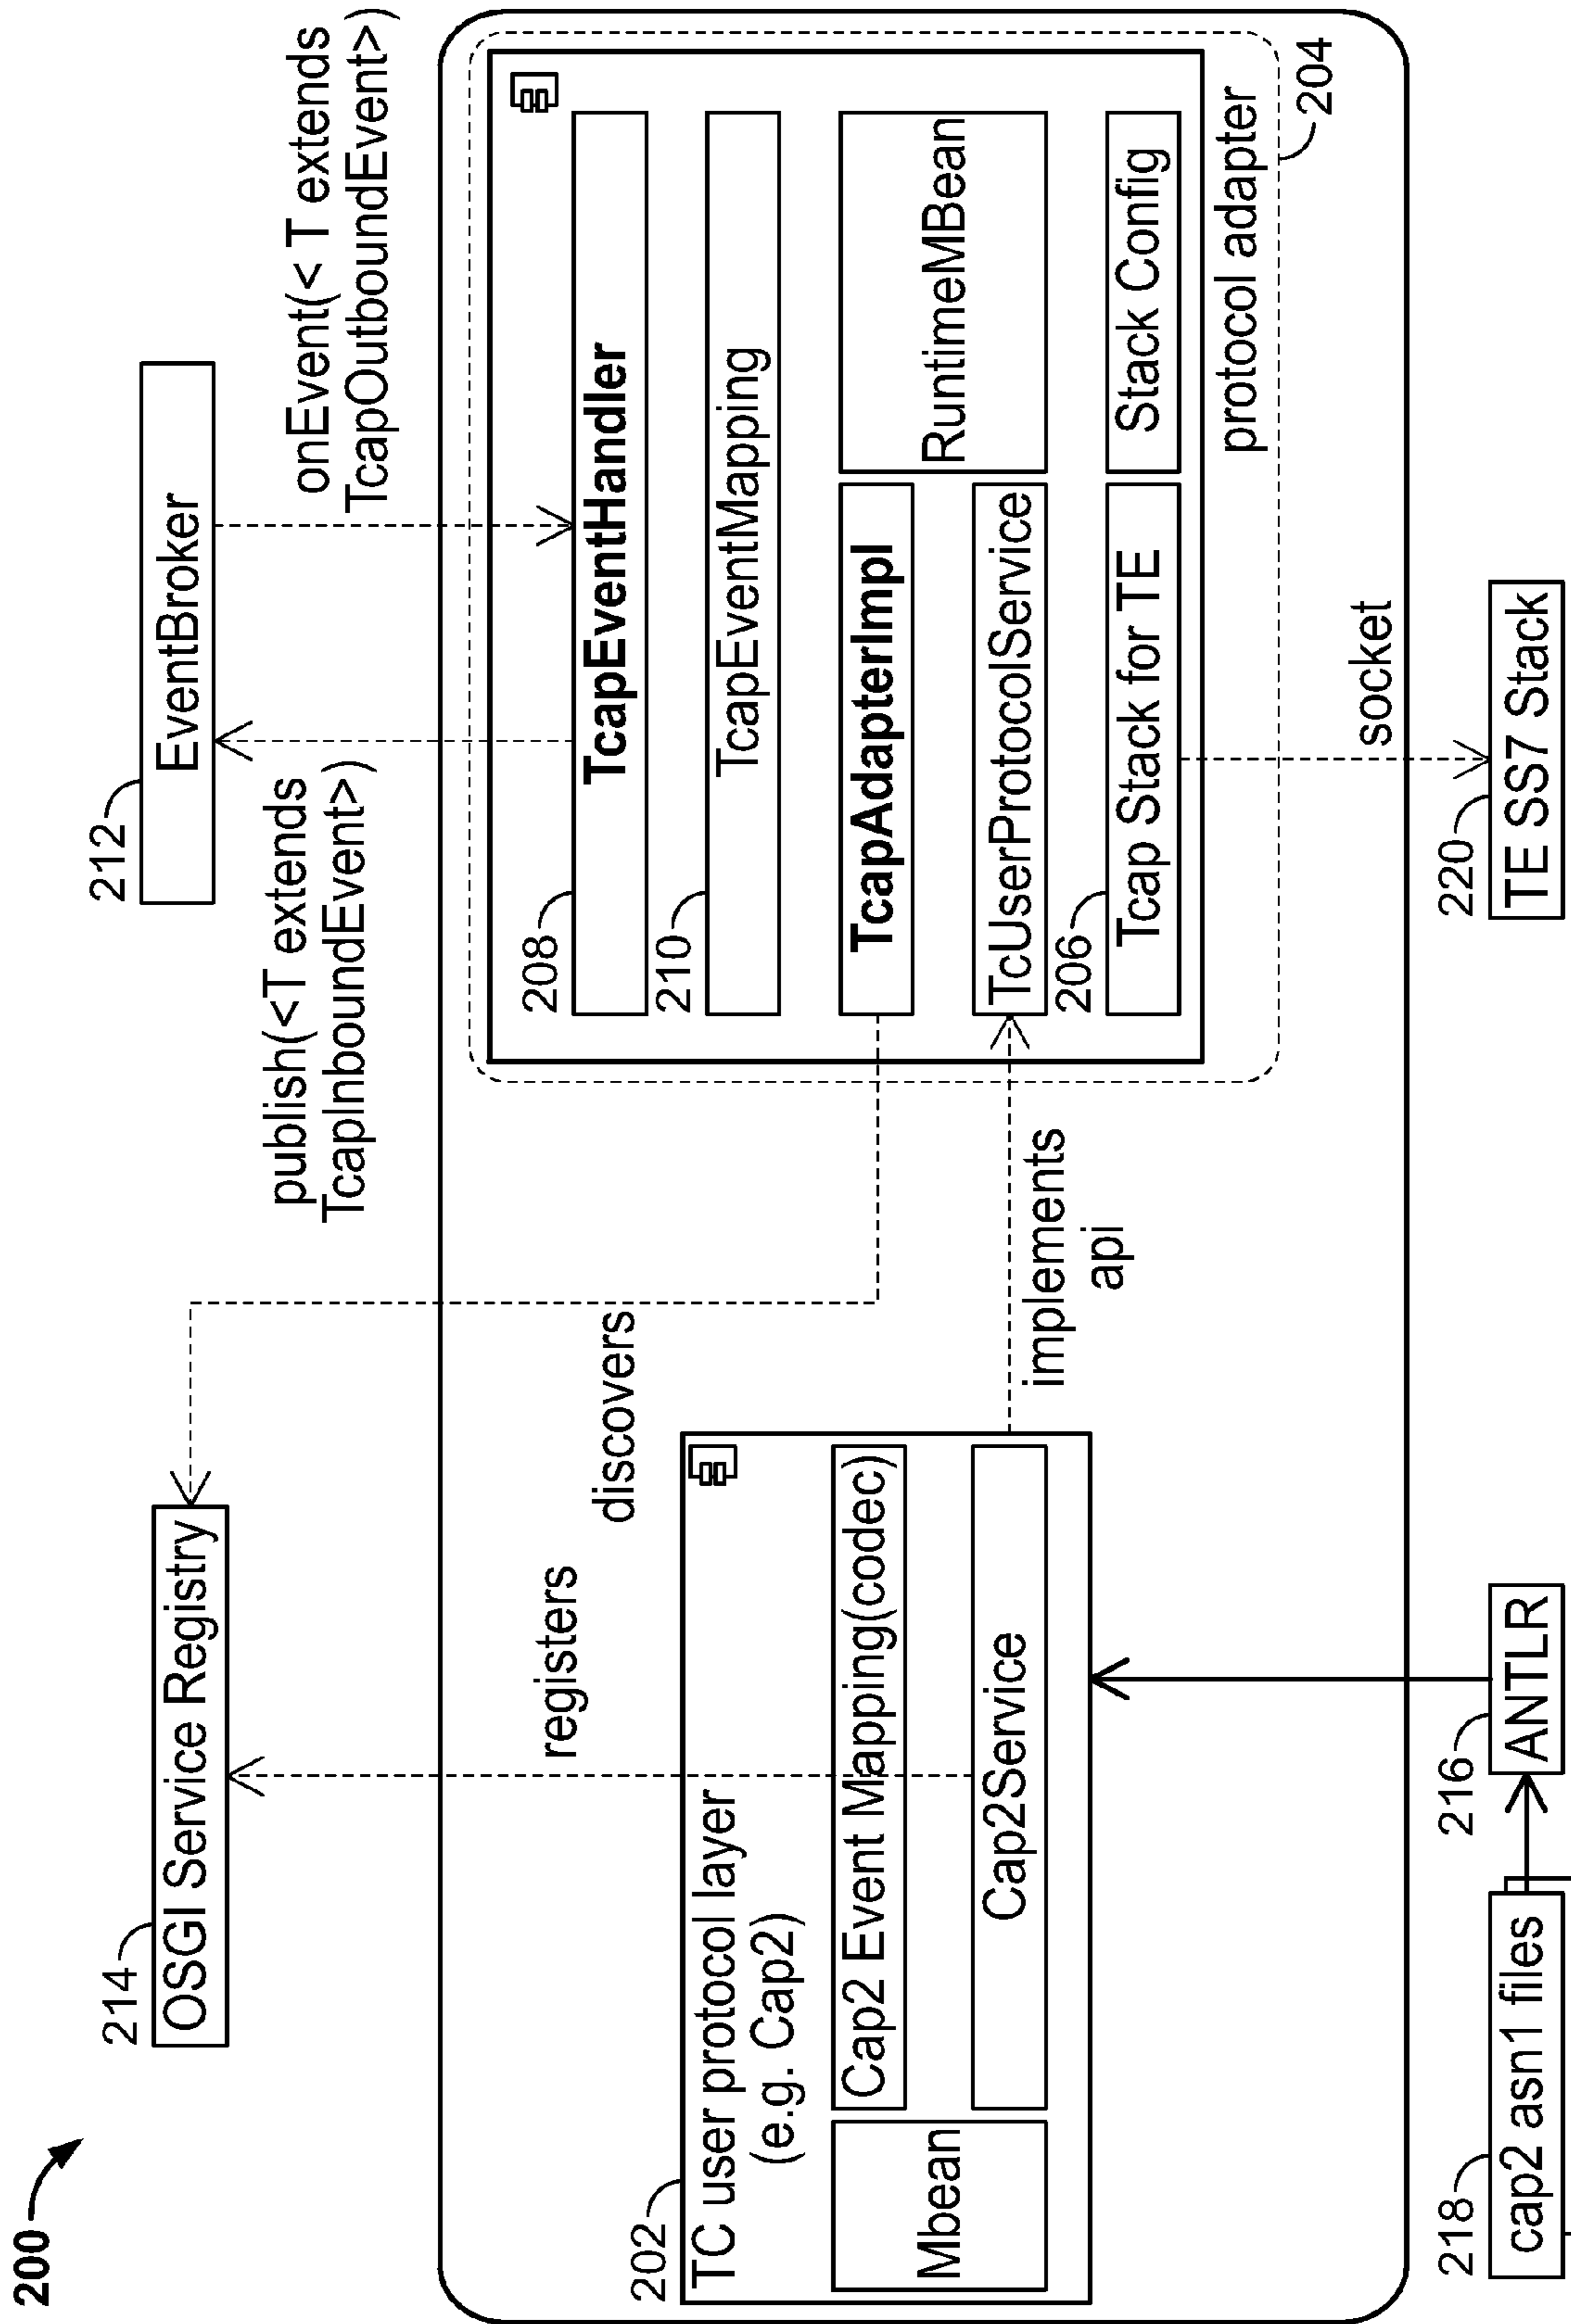 200
214
OSGI Service Registry
212
EventBroker
publish(<T extends
TcapInboundEvent>)
onEvent(< T extends
TcapOutboundEvent>)
registers
discovers
202
TC user protocol layer
(e.g. Cap2)
Mbean
Cap2 Event Mapping(codec)
Cap2Service
implements
api
208
TcapEventHandler
210
TcapEventMapping
TcapAdapterImpl
RuntimeMBean
TcUserProtocolService
206
Tcap Stack for TE
Stack Config
protocol adapter
204
socket
218
cap2 asn1 files
216
ANTLR
220
TE SS7 Stack